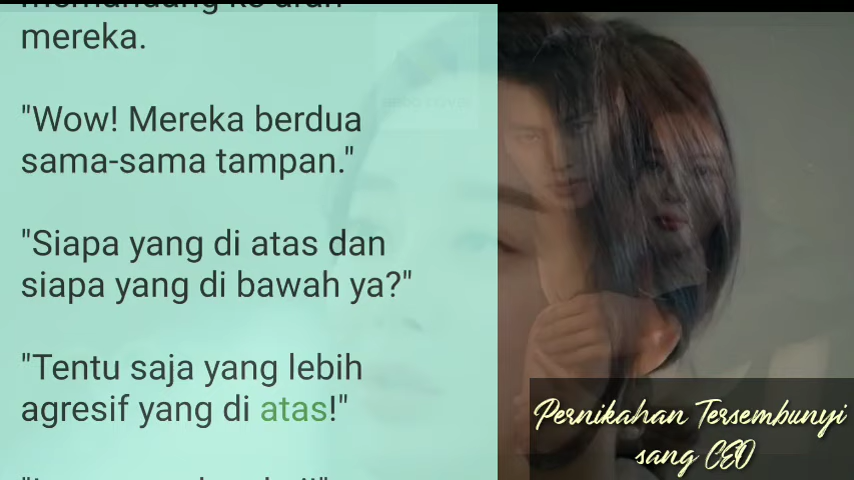 mereka.
"Wow! Mereka berdua
sama-sama tampan."
"Siapa yang di atas dan
siapa yang di bawah ya?"
"Tentu saja yang lebih
agresif yang di atas!"
Pernikahan Tersembunyi
sang CEO